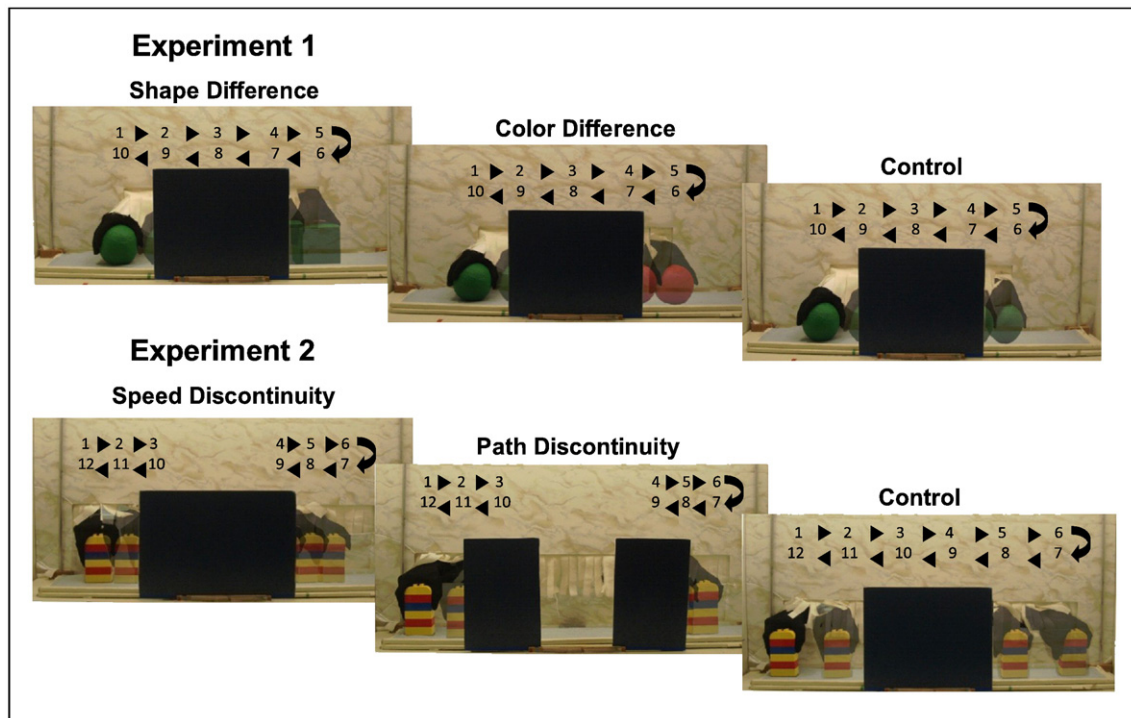 Experiment 1
Shape Difference
1 2 3 4 5
10 9 8 7 6
Color Difference
1 2 3 4 5
10 9 8 7 6
Control
1 2 3 4 5
10 9 8 7 6
Experiment 2
Speed Discontinuity
1 2 3 4 5 6
12 11 10 9 8 7
Path Discontinuity
1 2 3 4 5 6
12 11 10 9 8 7
Control
1 2 3 4 5 6
12 11 10 9 8 7